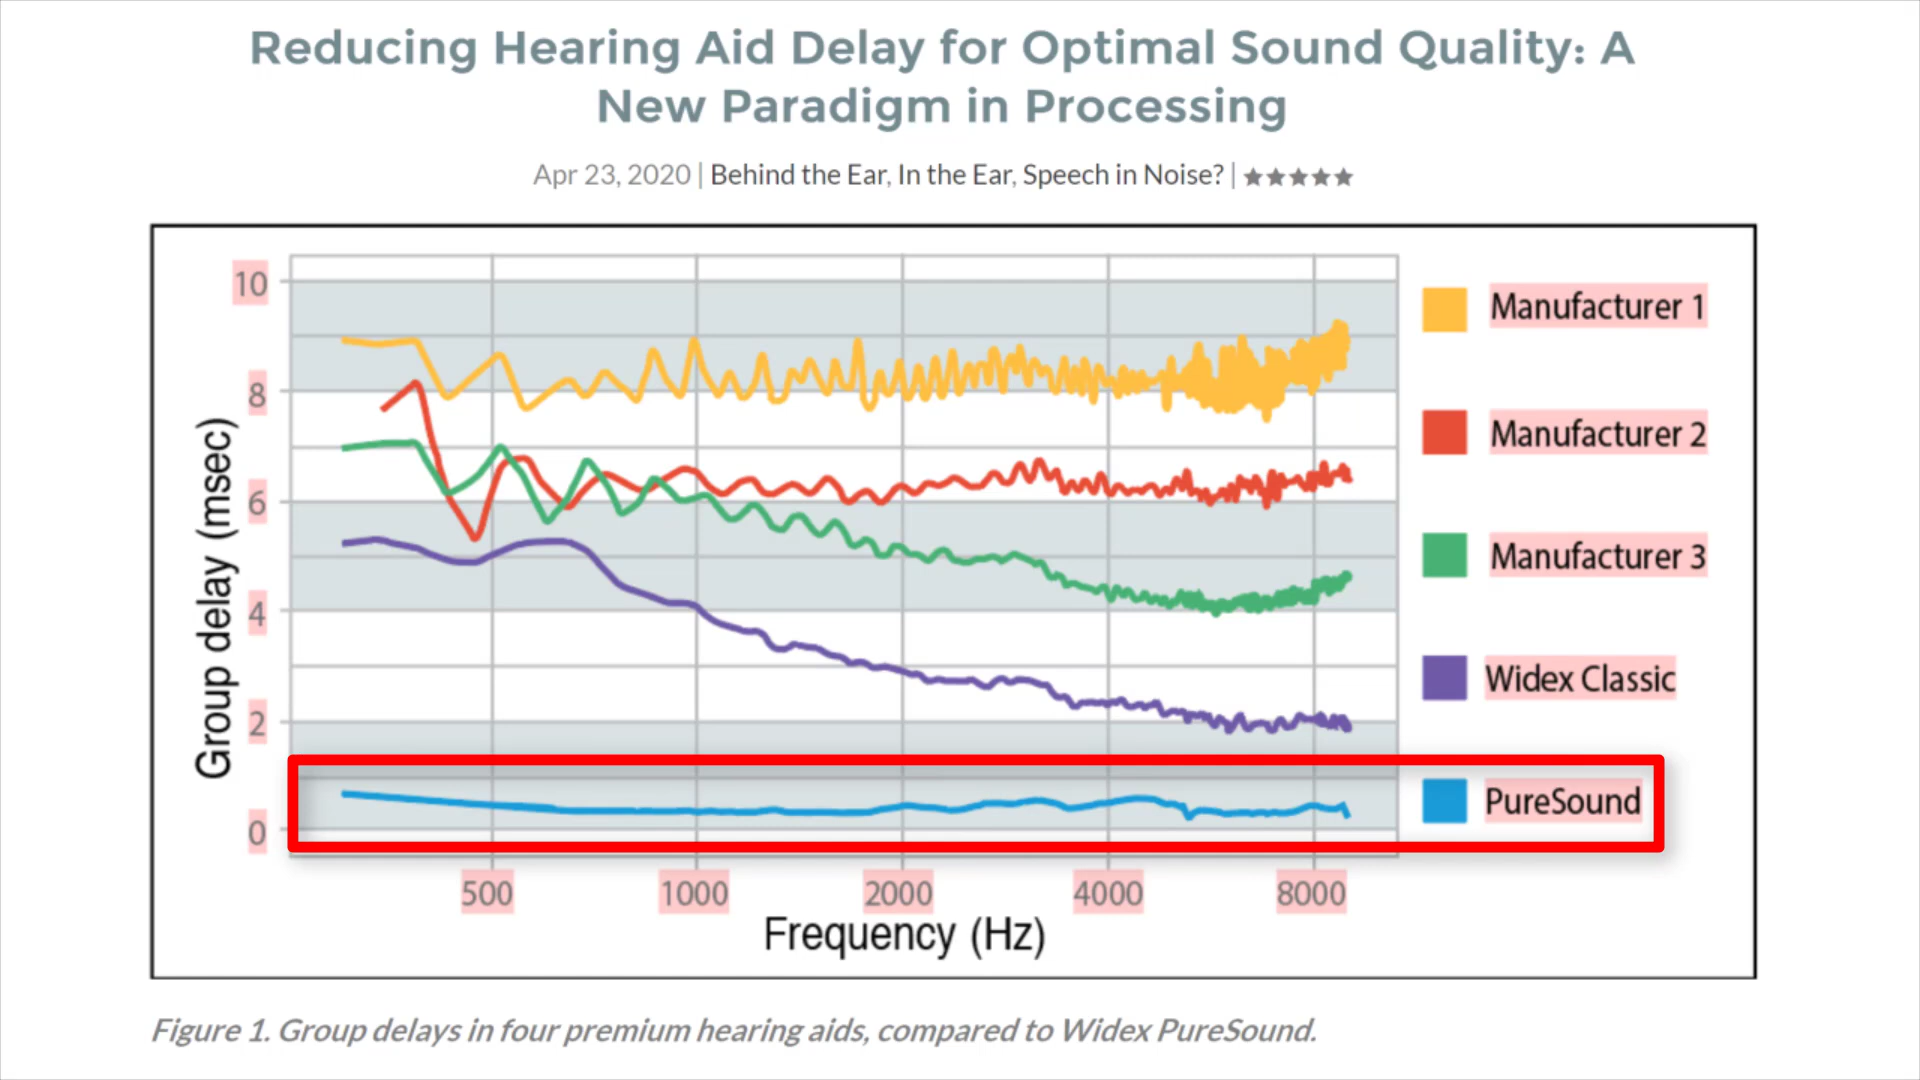 Reducing Hearing Aid Delay for Optimal Sound Quality: A
New Paradigm in Processing
Apr 23, 2020 | Behind the Ear, In the Ear, Speech in Noise? | ★★★★★
Group delay (msec)
10
8
6
4
2
0
500 1000 2000 4000 8000
Frequency (Hz)
Manufacturer 1
Manufacturer 2
Manufacturer 3
Widex Classic
PureSound
Figure 1. Group delays in four premium hearing aids, compared to Widex PureSound.